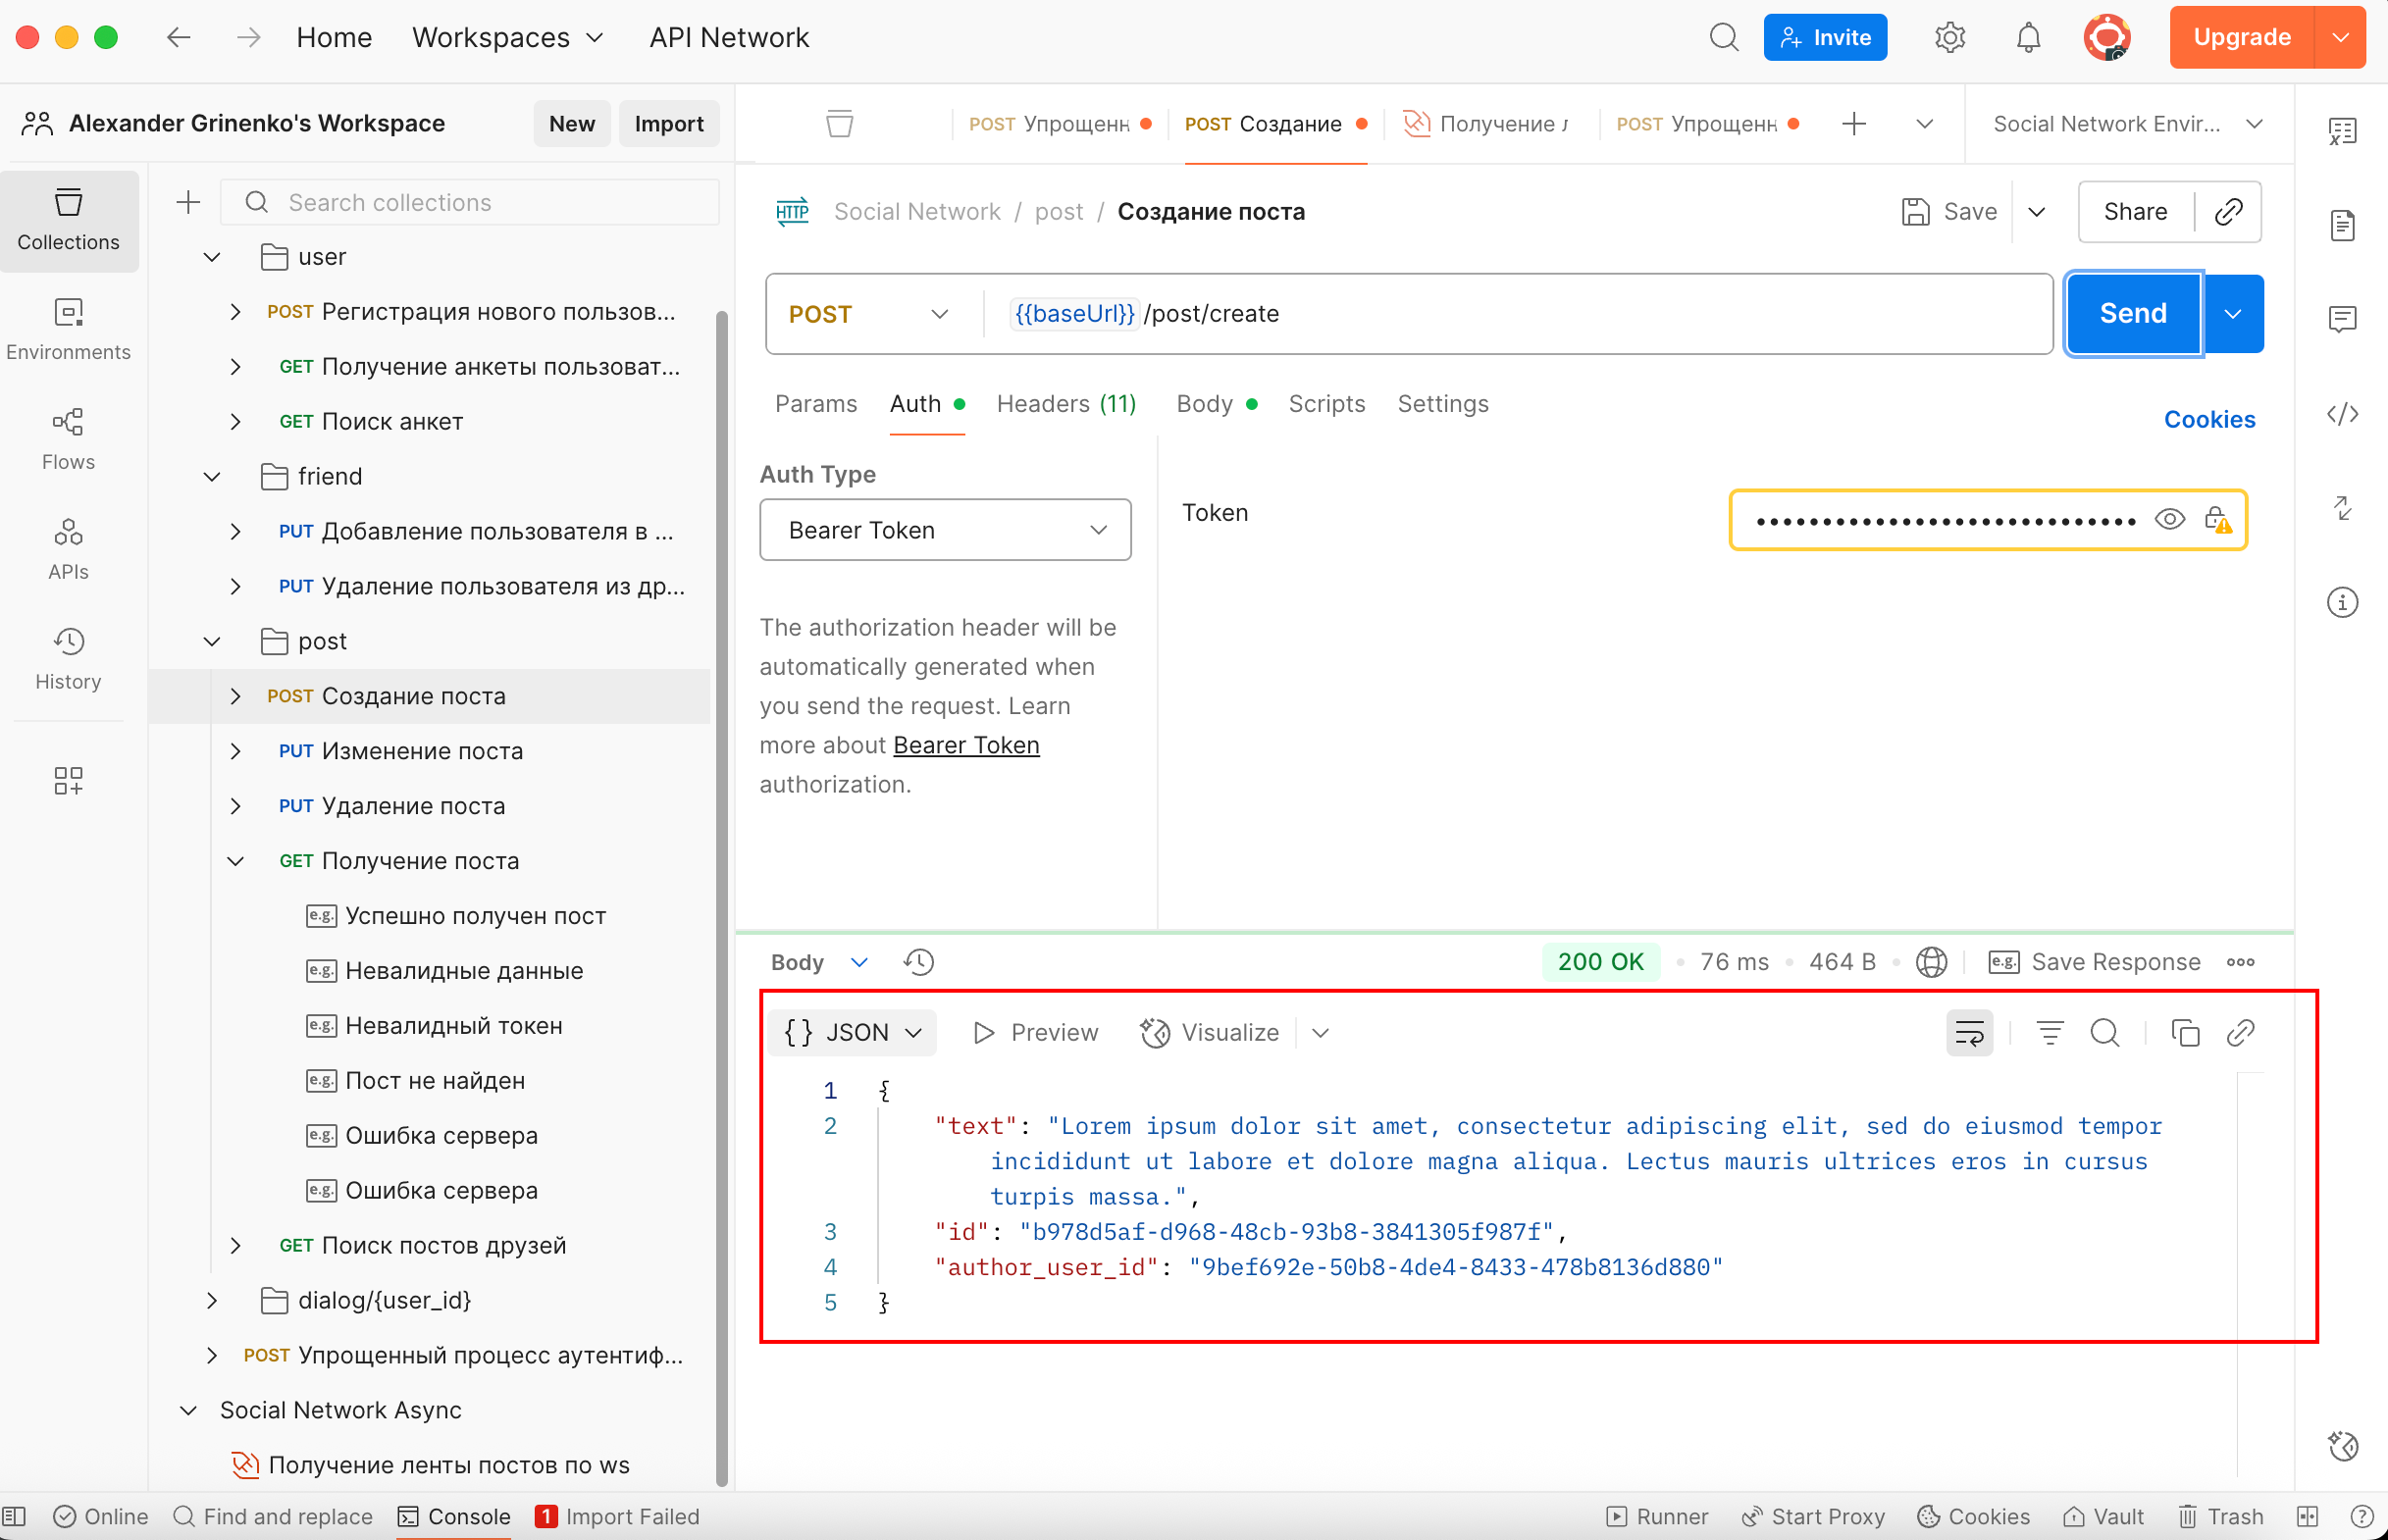 Home Workspaces API Network Invite Upgrade
Alexander Grinenko's Workspace New Import
POST Упрощенн POST Создание Получение л POST Упрощенн Social Network Envir...
Collections
Environments
Flows
APIs
History
Search collections
user
POST Регистрация нового пользов...
GET Получение анкеты пользоват...
GET Поиск анкет
friend
PUT Добавление пользователя в ...
PUT Удаление пользователя из др...
post
POST Создание поста
PUT Изменение поста
PUT Удаление поста
GET Получение поста
e.g. Успешно получен пост
e.g. Невалидные данные
e.g. Невалидный токен
e.g. Пост не найден
e.g. Ошибка сервера
e.g. Ошибка сервера
GET Поиск постов друзей
dialog/{user_id}
POST Упрощенный процесс аутентиф...
Social Network Async
Получение ленты постов по ws
HTTP Social Network / post / Создание поста Save Share
POST {{baseUrl}}/post/create Send
Params Auth Headers (11) Body Scripts Settings Cookies
Auth Type
Bearer Token
Token
The authorization header will be
automatically generated when
you send the request. Learn
more about Bearer Token
authorization.
Body 200 OK • 76 ms • 464 B • e.g. Save Response
{} JSON Preview Visualize
1 {
2 "text": "Lorem ipsum dolor sit amet, consectetur adipiscing elit, sed do eiusmod tempor
incididunt ut labore et dolore magna aliqua. Lectus mauris ultrices eros in cursus
turpis massa.",
3 "id": "b978d5af-d968-48cb-93b8-3841305f987f",
4 "author_user_id": "9bef692e-50b8-4de4-8433-478b8136d880"
5 }
Online Find and replace Console 1 Import Failed Runner Start Proxy Cookies Vault Trash